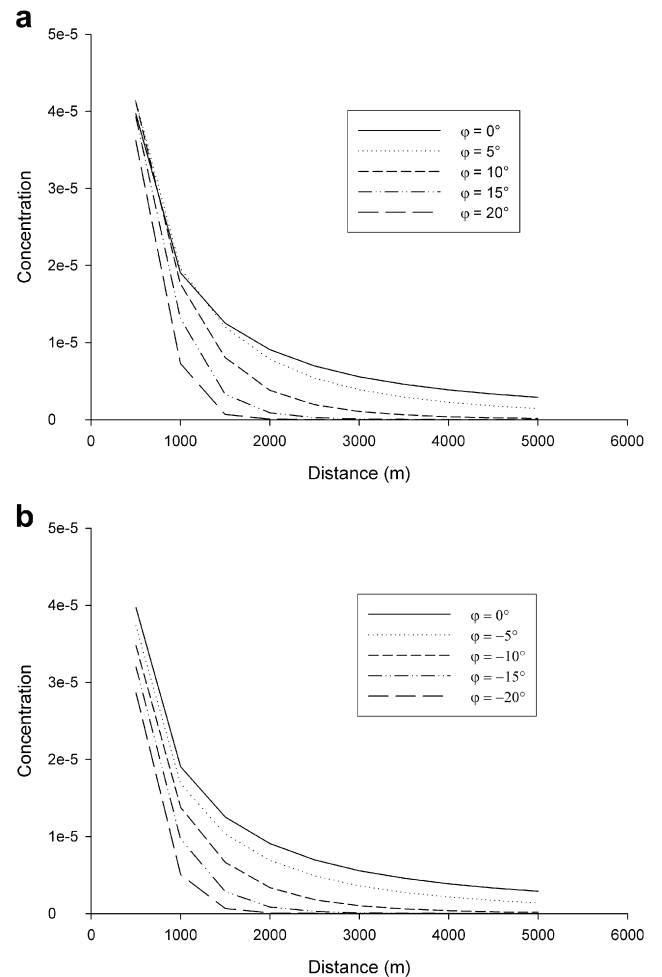 a
5e-5
4e-5
3e-5
2e-5
1e-5
0
Concentration
φ = 0°
φ = 5°
φ = 10°
φ = 15°
φ = 20°
0 1000 2000 3000 4000 5000 6000
Distance (m)
b
5e-5
4e-5
3e-5
2e-5
1e-5
0
Concentration
φ = 0°
φ = −5°
φ = −10°
φ = −15°
φ = −20°
0 1000 2000 3000 4000 5000 6000
Distance (m)